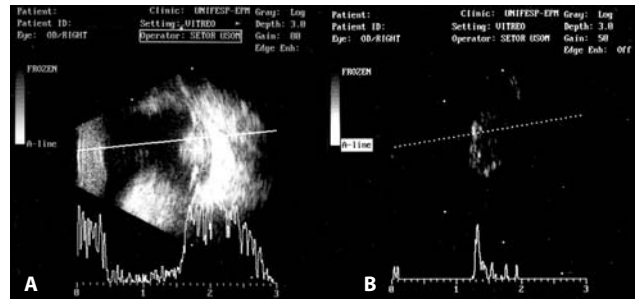 Patient: Clinic: UNIFESP-EPM Gray: Log
Patient ID: Setting: VITREO Depth: 3.0
Eye: OD/RIGHT Operator: SETOR USON Gain: 80
Edge Enh:
FROZEN
A-line
0 1 2 3
A
Patient: Clinic: UNIFESP-EPM Gray: Log
Patient ID: Setting: VITREO Depth: 3.0
Eye: OD/RIGHT Operator: SETOR USON Gain: 50
Edge Enh: Off
FROZEN
A-line
0 1 2 3
B